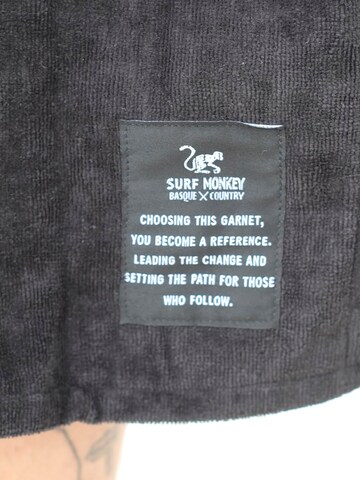 SURF MONKEY
BASQUE X COUNTRY
CHOOSING THIS GARNET,
YOU BECOME A REFERENCE.
LEADING THE CHANGE AND
SETTING THE PATH FOR THOSE
WHO FOLLOW.